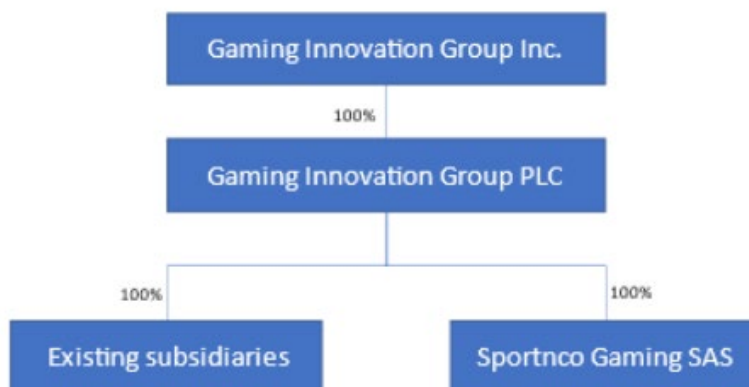 Gaming Innovation Group Inc.
100%
Gaming Innovation Group PLC
100%
100%
Existing subsidiaries
Sportnco Gaming SAS